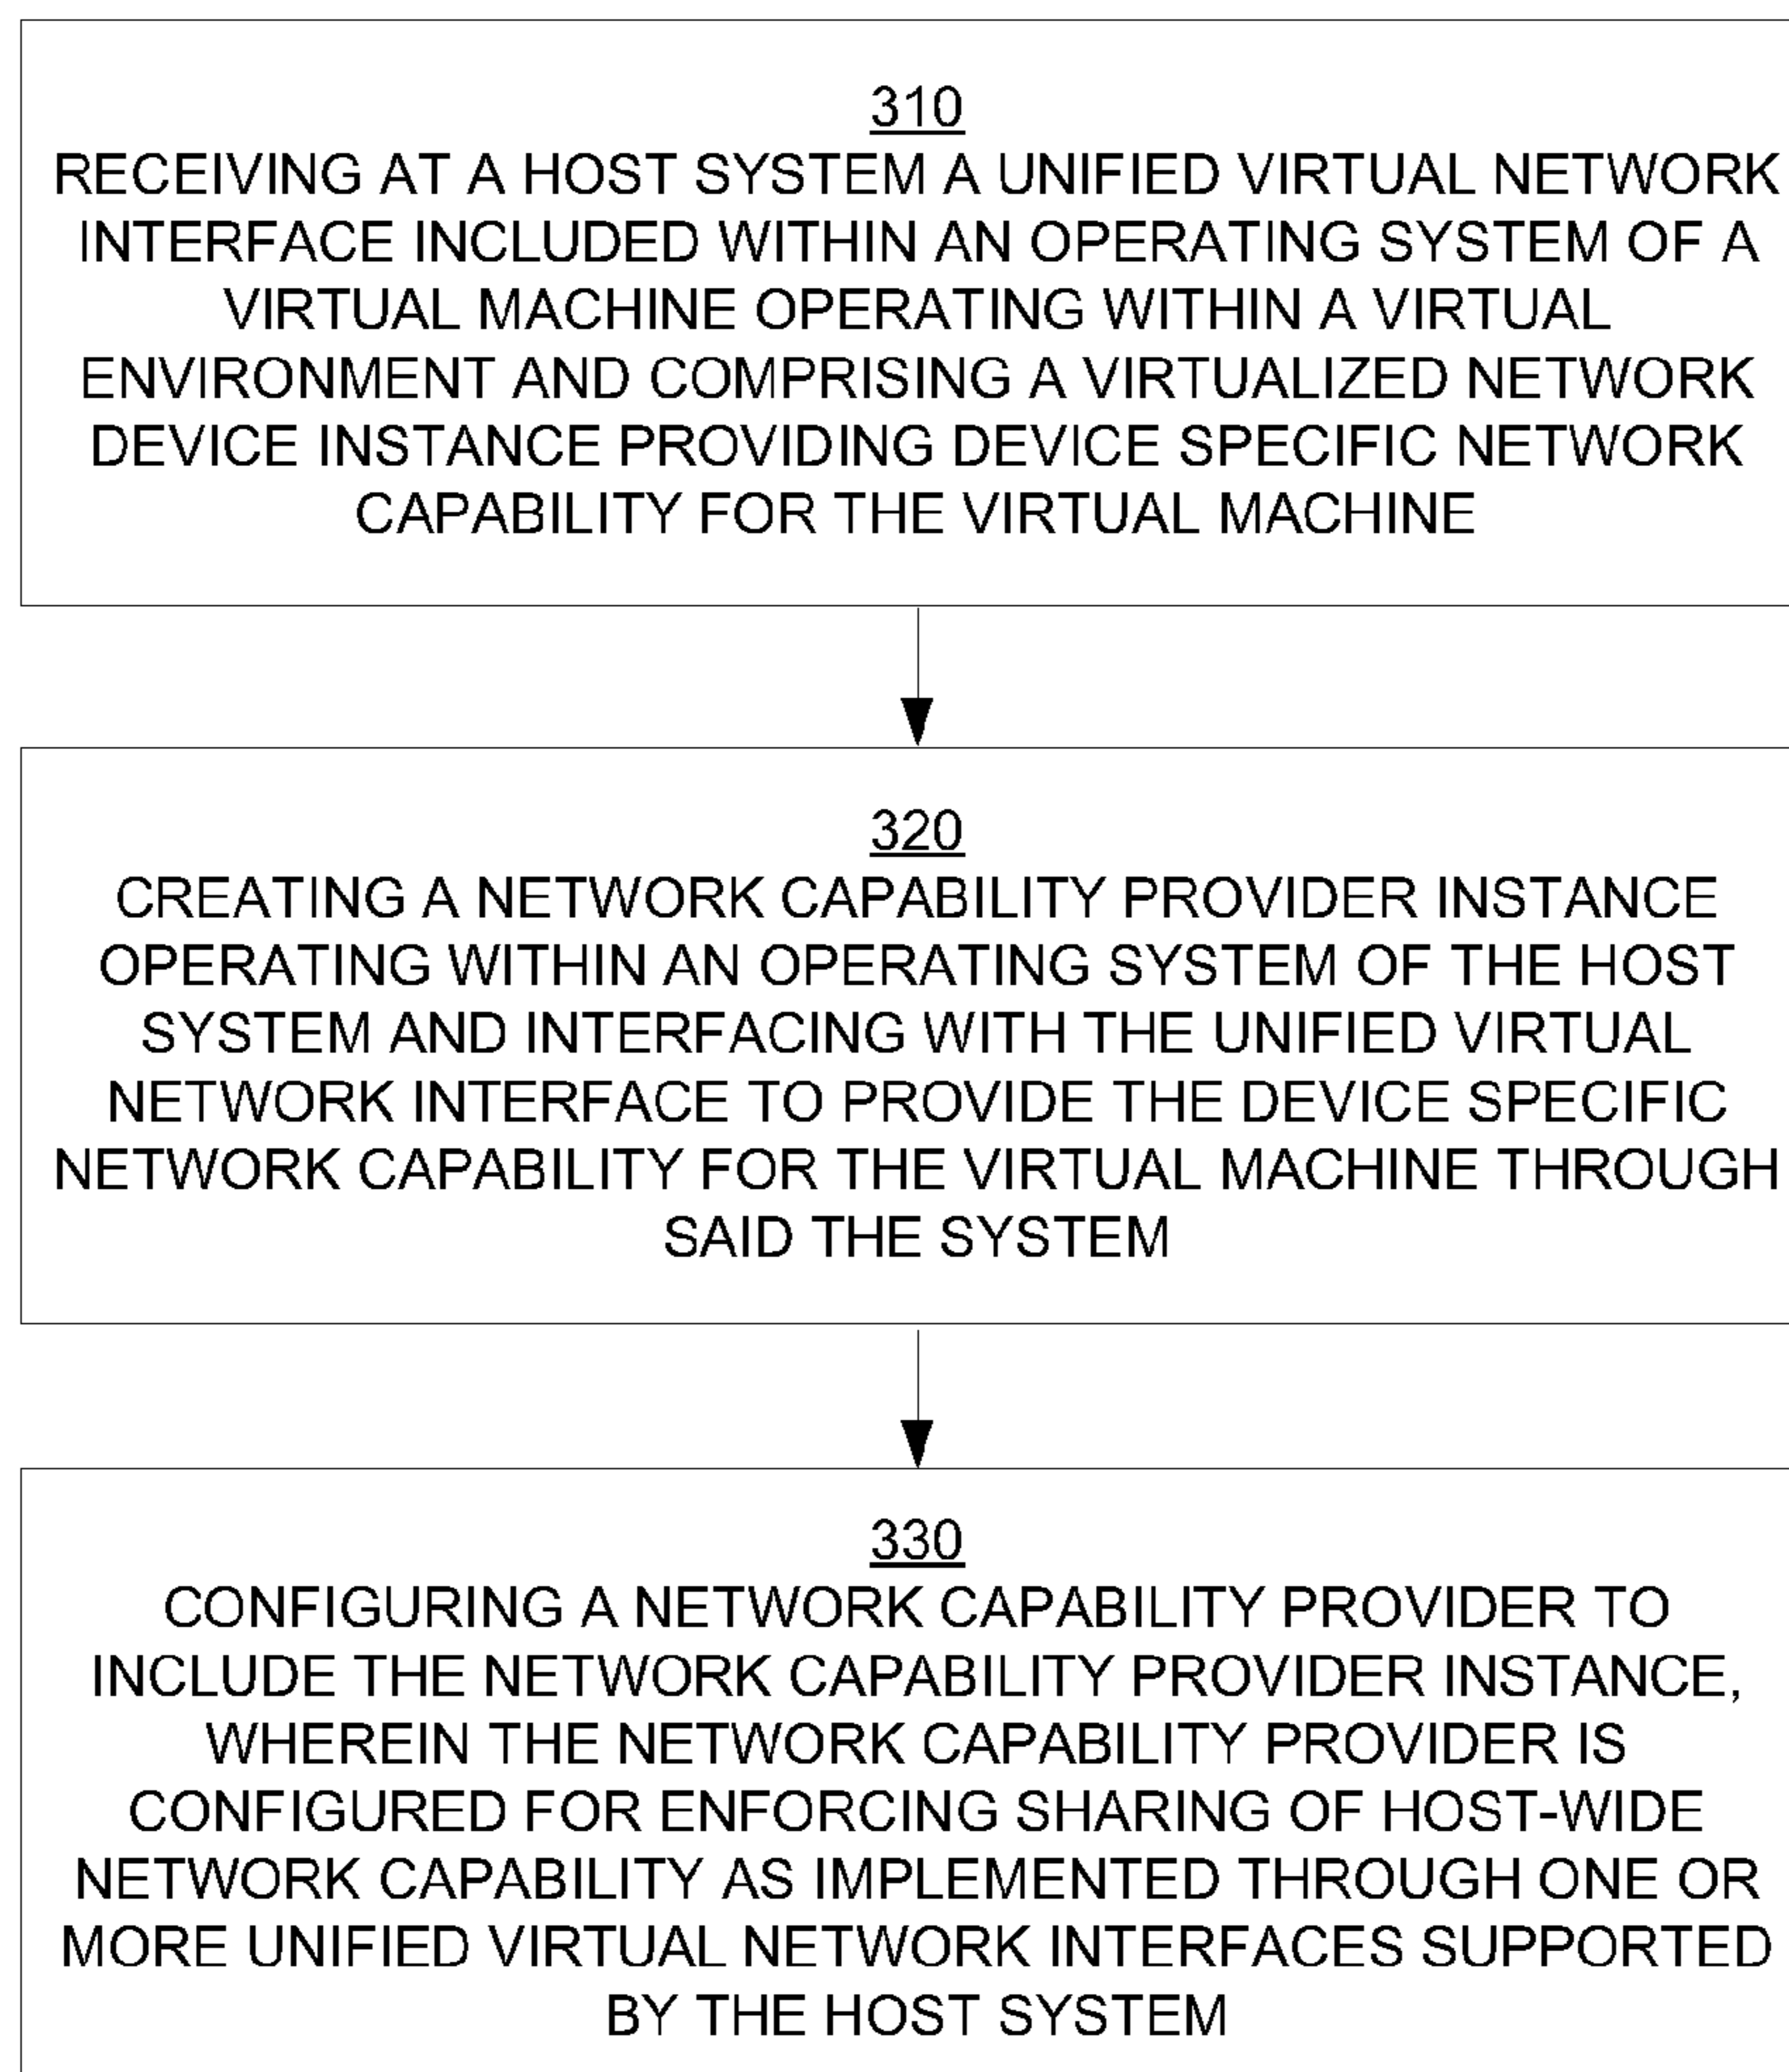 310
RECEIVING AT A HOST SYSTEM A UNIFIED VIRTUAL NETWORK
INTERFACE INCLUDED WITHIN AN OPERATING SYSTEM OF A
VIRTUAL MACHINE OPERATING WITHIN A VIRTUAL
ENVIRONMENT AND COMPRISING A VIRTUALIZED NETWORK
DEVICE INSTANCE PROVIDING DEVICE SPECIFIC NETWORK
CAPABILITY FOR THE VIRTUAL MACHINE
320
CREATING A NETWORK CAPABILITY PROVIDER INSTANCE
OPERATING WITHIN AN OPERATING SYSTEM OF THE HOST
SYSTEM AND INTERFACING WITH THE UNIFIED VIRTUAL
NETWORK INTERFACE TO PROVIDE THE DEVICE SPECIFIC
NETWORK CAPABILITY FOR THE VIRTUAL MACHINE THROUGH
SAID THE SYSTEM
330
CONFIGURING A NETWORK CAPABILITY PROVIDER TO
INCLUDE THE NETWORK CAPABILITY PROVIDER INSTANCE,
WHEREIN THE NETWORK CAPABILITY PROVIDER IS
CONFIGURED FOR ENFORCING SHARING OF HOST-WIDE
NETWORK CAPABILITY AS IMPLEMENTED THROUGH ONE OR
MORE UNIFIED VIRTUAL NETWORK INTERFACES SUPPORTED
BY THE HOST SYSTEM